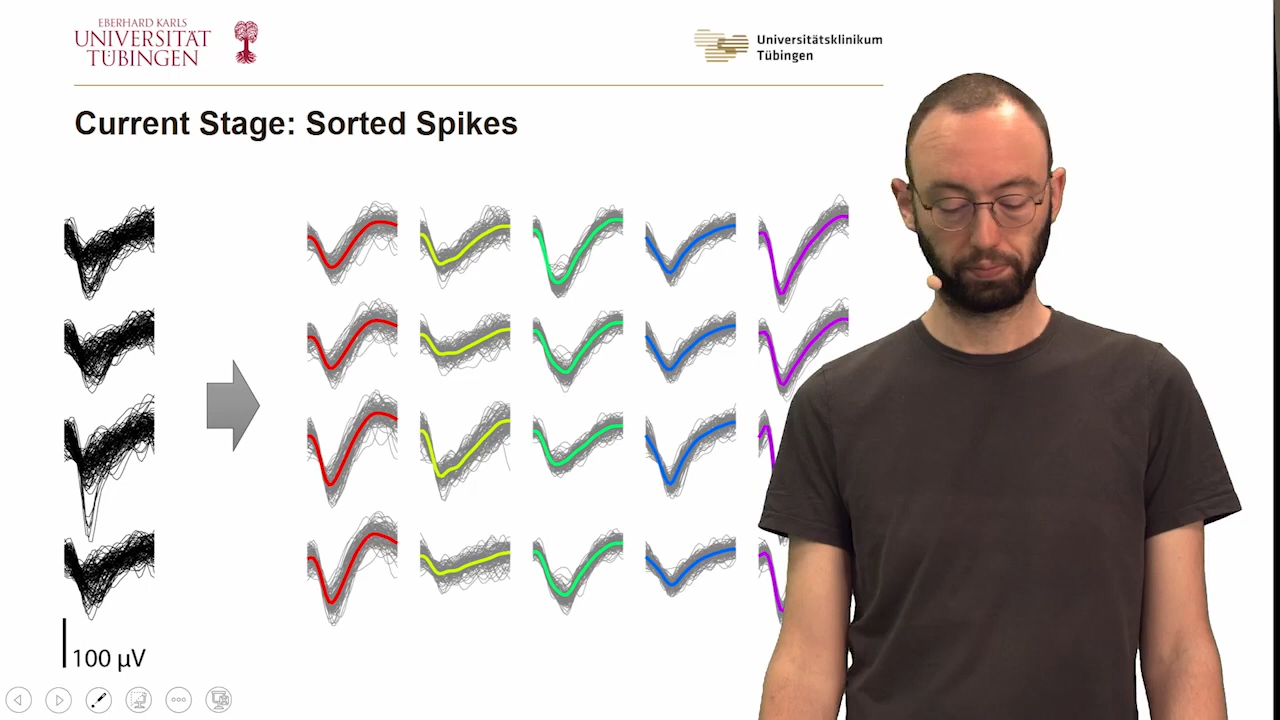 EBERHARD KARLS
UNIVERSITÄT
TÜBINGEN
Universitätsklinikum
Tübingen
Current Stage: Sorted Spikes
100 µV